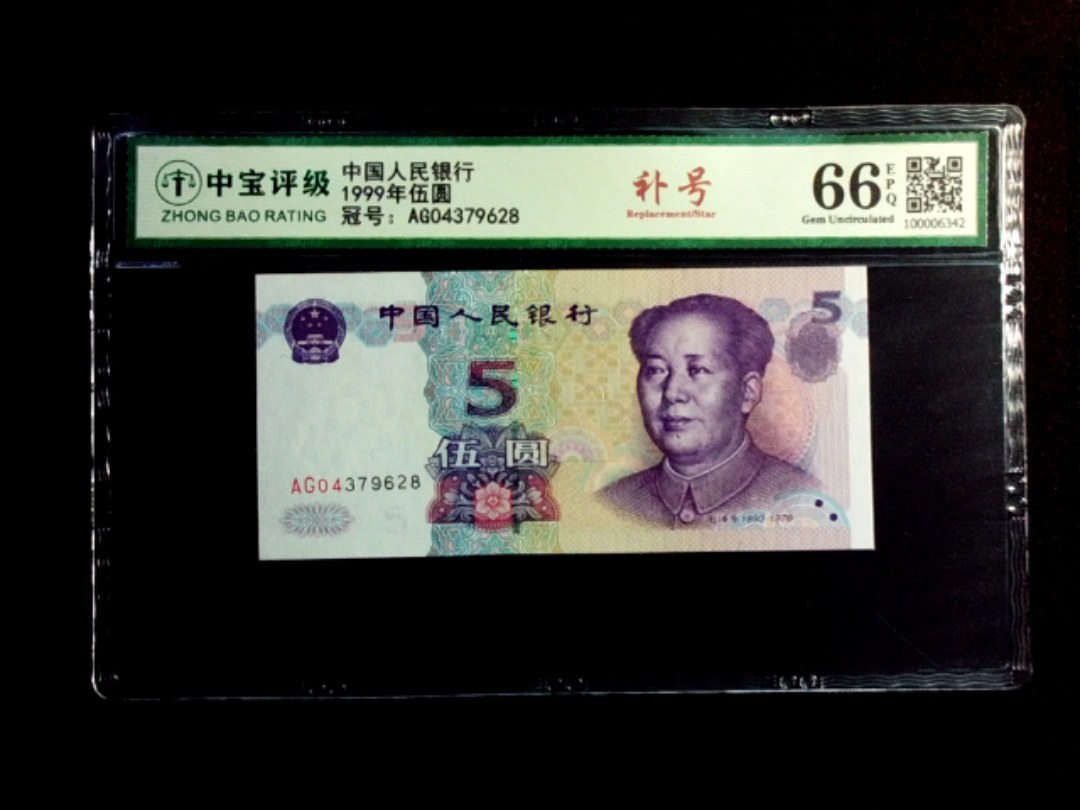 中宝评级
ZHONG BAO RATING
中国人民银行
1999年伍圆
冠号：AG04379628
补号
Replacement/Star
66 EPQ
Gem Uncirculated
100006342
中国人民银行
5
5
伍圆
AG04379628
5